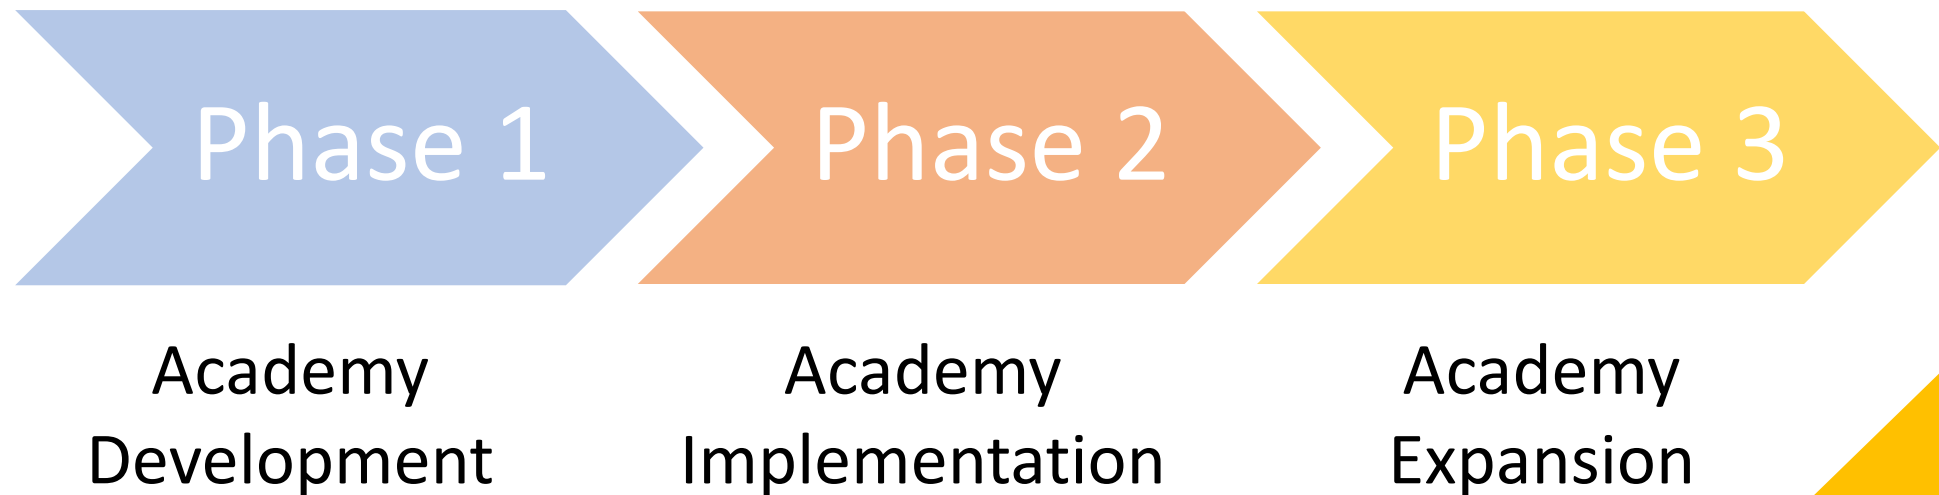 Phase 1
Phase 2
Phase 3
Academy
Development
Academy
Implementation
Academy
Expansion